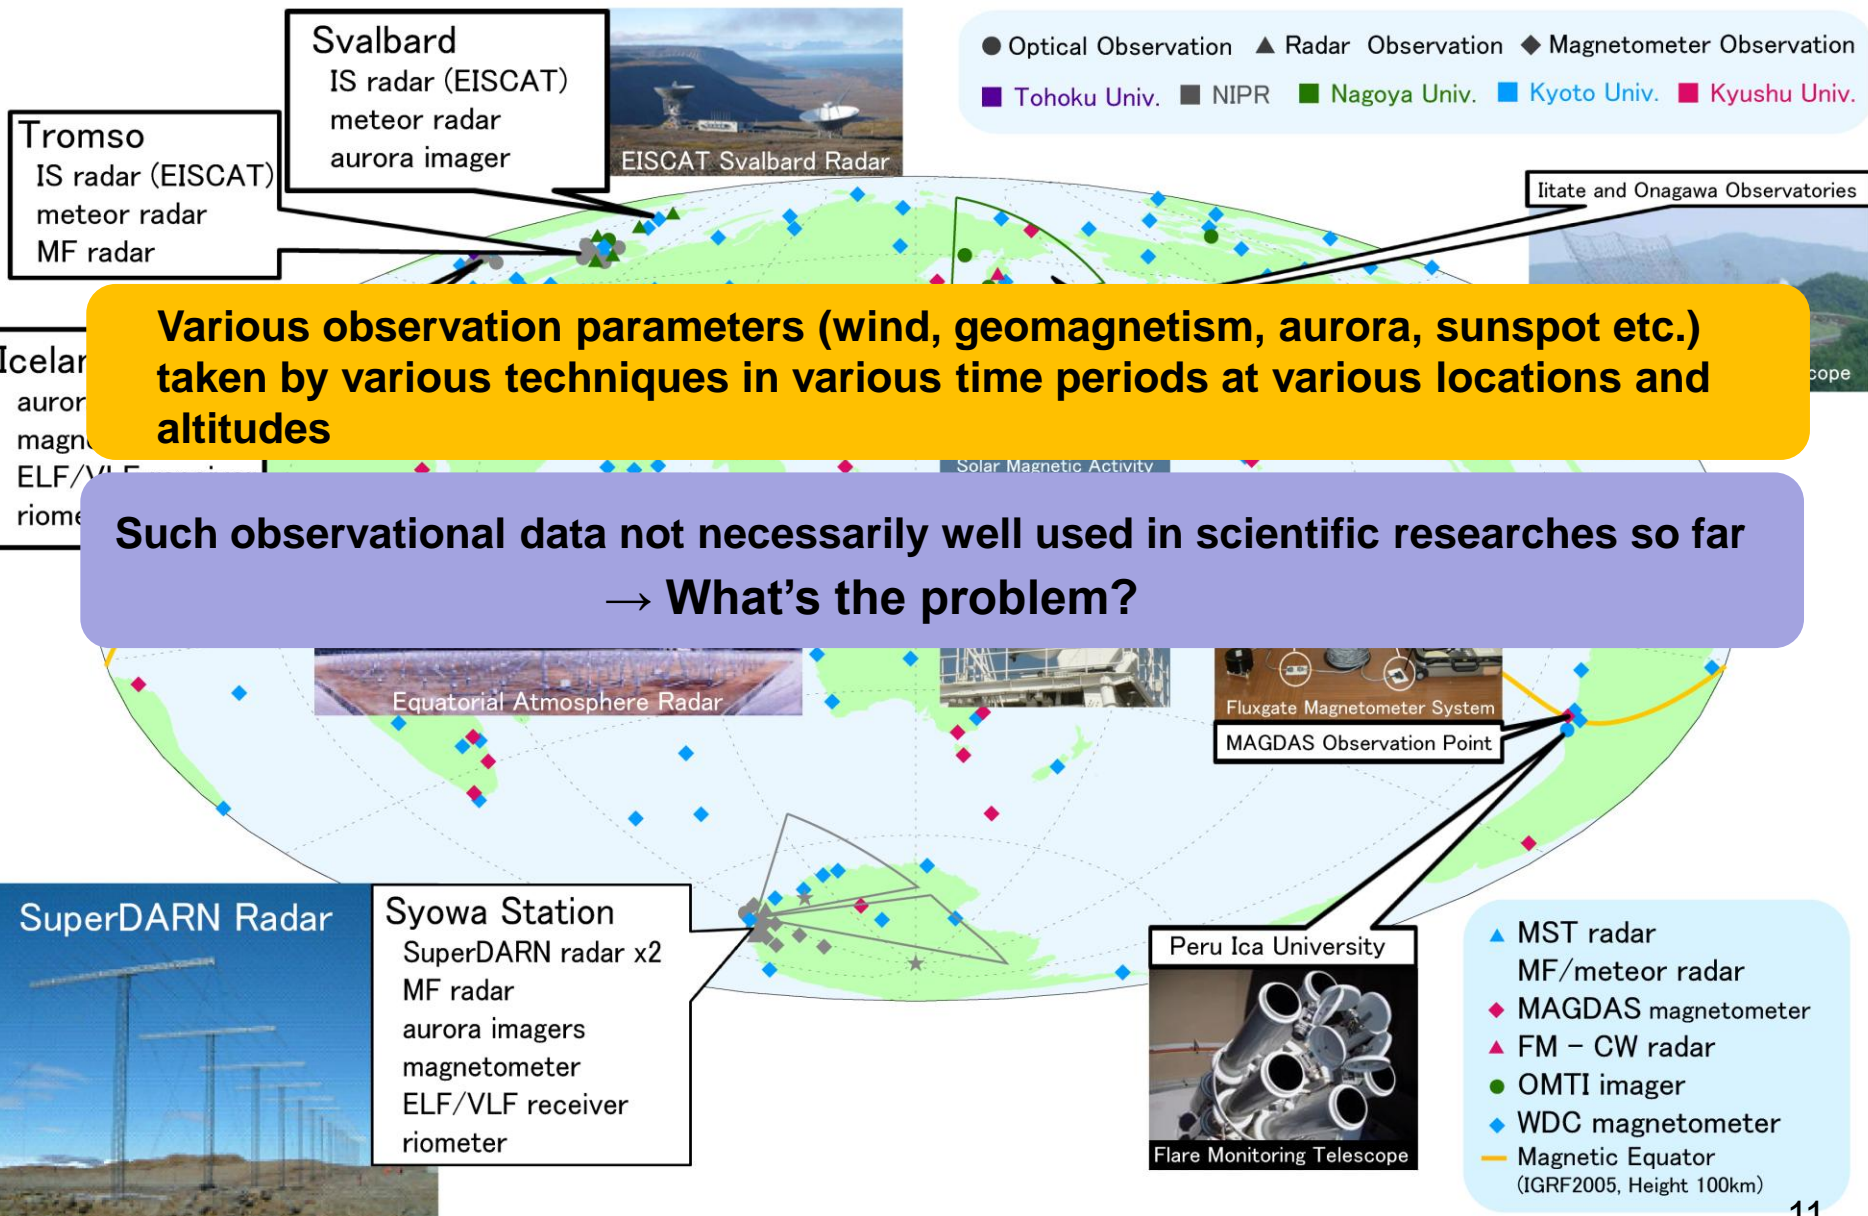 Svalbard
IS radar (EISCAT)
meteor radar
aurora imager
EISCAT Svalbard Radar
● Optical Observation ▲ Radar Observation ◆ Magnetometer Observation
■ Tohoku Univ. ■ NIPR ■ Nagoya Univ. ■ Kyoto Univ. ■ Kyushu Univ.
Tromso
IS radar (EISCAT)
meteor radar
MF radar
Iitate and Onagawa Observatories
Various observation parameters (wind, geomagnetism, aurora, sunspot etc.)
taken by various techniques in various time periods at various locations and
altitudes
Solar Magnetic Activity
Such observational data not necessarily well used in scientific researches so far
→ What’s the problem?
Equatorial Atmosphere Radar
Fluxgate Magnetometer System
MAGDAS Observation Point
SuperDARN Radar
Syowa Station
SuperDARN radar x2
MF radar
aurora imagers
magnetometer
ELF/VLF receiver
riometer
Peru Ica University
Flare Monitoring Telescope
▲ MST radar
MF/meteor radar
◆ MAGDAS magnetometer
▲ FM - CW radar
● OMTI imager
◆ WDC magnetometer
Magnetic Equator
(IGRF2005, Height 100km)
11